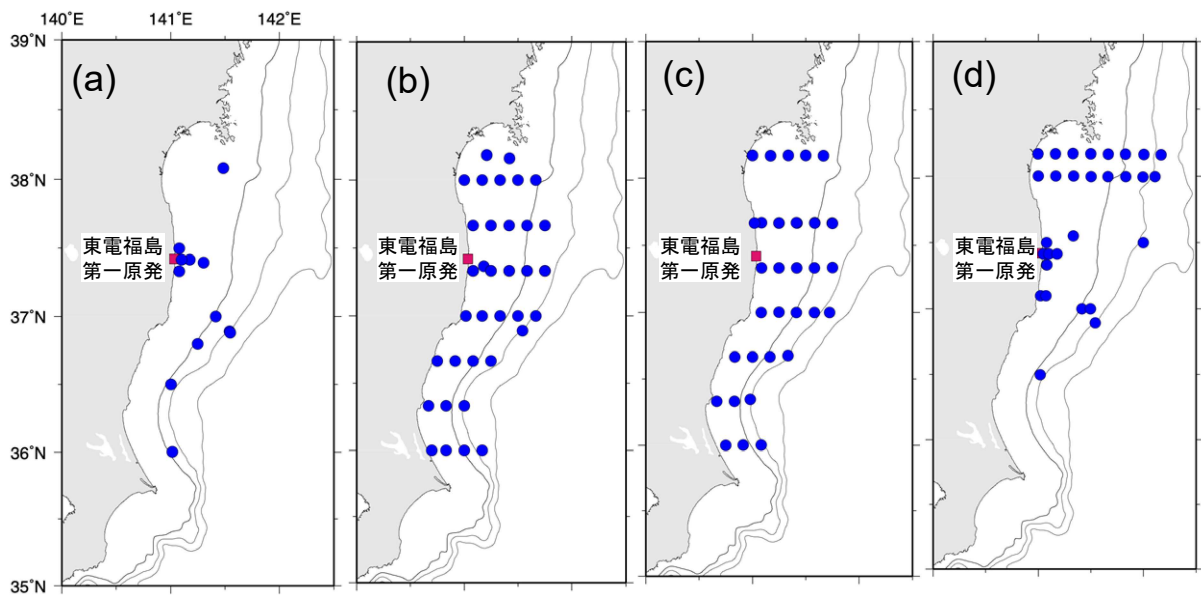 140˚E 141˚E 142˚E
39˚N
38˚N
37˚N
36˚N
35˚N
(a)
東電福島
第一原発
(b)
東電福島
第一原発
(c)
東電福島
第一原発
(d)
東電福島
第一原発